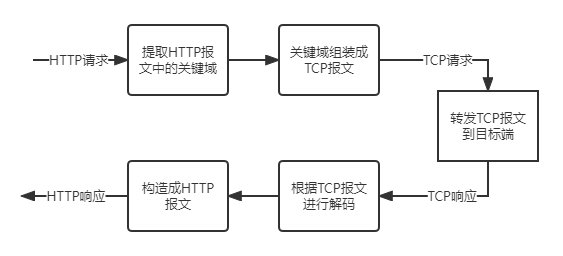 HTTP请求
提取HTTP报
文中的关键域
关键域组装成
TCP报文
TCP请求
转发TCP报文
到目标端
TCP响应
根据TCP报文
进行解码
构造成HTTP
报文
HTTP响应